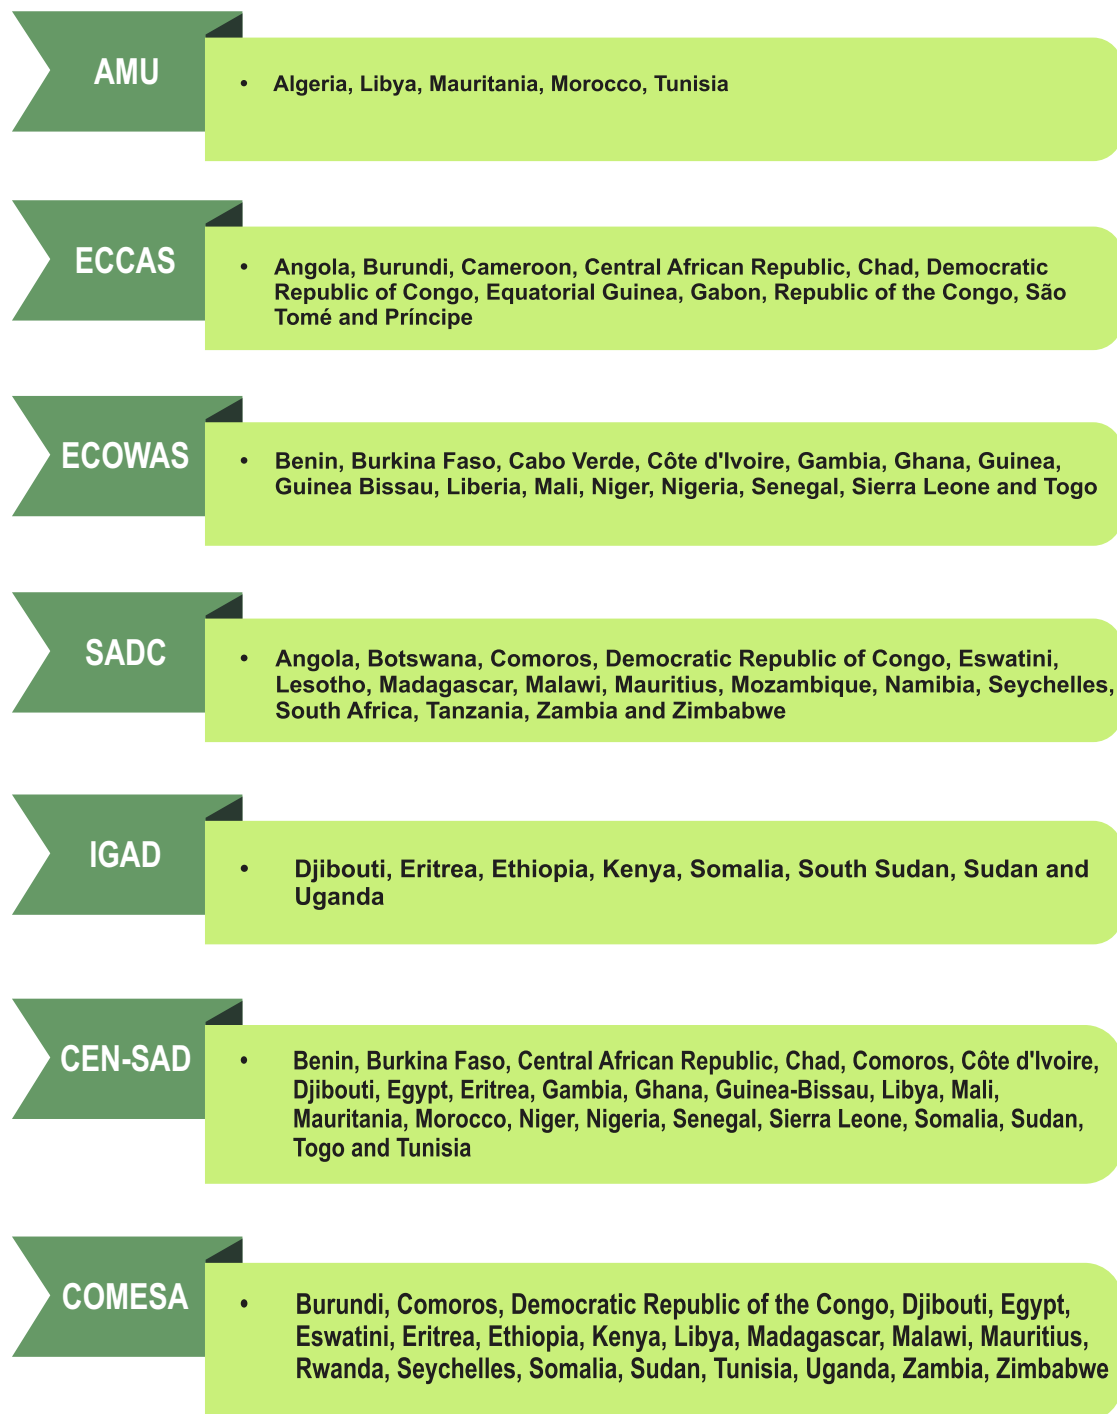 AMU
• Algeria, Libya, Mauritania, Morocco, Tunisia
ECCAS
• Angola, Burundi, Cameroon, Central African Republic, Chad, Democratic
Republic of Congo, Equatorial Guinea, Gabon, Republic of the Congo, São
Tomé and Príncipe
ECOWAS
• Benin, Burkina Faso, Cabo Verde, Côte d'Ivoire, Gambia, Ghana, Guinea,
Guinea Bissau, Liberia, Mali, Niger, Nigeria, Senegal, Sierra Leone and Togo
SADC
• Angola, Botswana, Comoros, Democratic Republic of Congo, Eswatini,
Lesotho, Madagascar, Malawi, Mauritius, Mozambique, Namibia, Seychelles,
South Africa, Tanzania, Zambia and Zimbabwe
IGAD
• Djibouti, Eritrea, Ethiopia, Kenya, Somalia, South Sudan, Sudan and
Uganda
CEN-SAD
• Benin, Burkina Faso, Central African Republic, Chad, Comoros, Côte d'Ivoire,
Djibouti, Egypt, Eritrea, Gambia, Ghana, Guinea-Bissau, Libya, Mali,
Mauritania, Morocco, Niger, Nigeria, Senegal, Sierra Leone, Somalia, Sudan,
Togo and Tunisia
COMESA
• Burundi, Comoros, Democratic Republic of the Congo, Djibouti, Egypt,
Eswatini, Eritrea, Ethiopia, Kenya, Libya, Madagascar, Malawi, Mauritius,
Rwanda, Seychelles, Somalia, Sudan, Tunisia, Uganda, Zambia, Zimbabwe